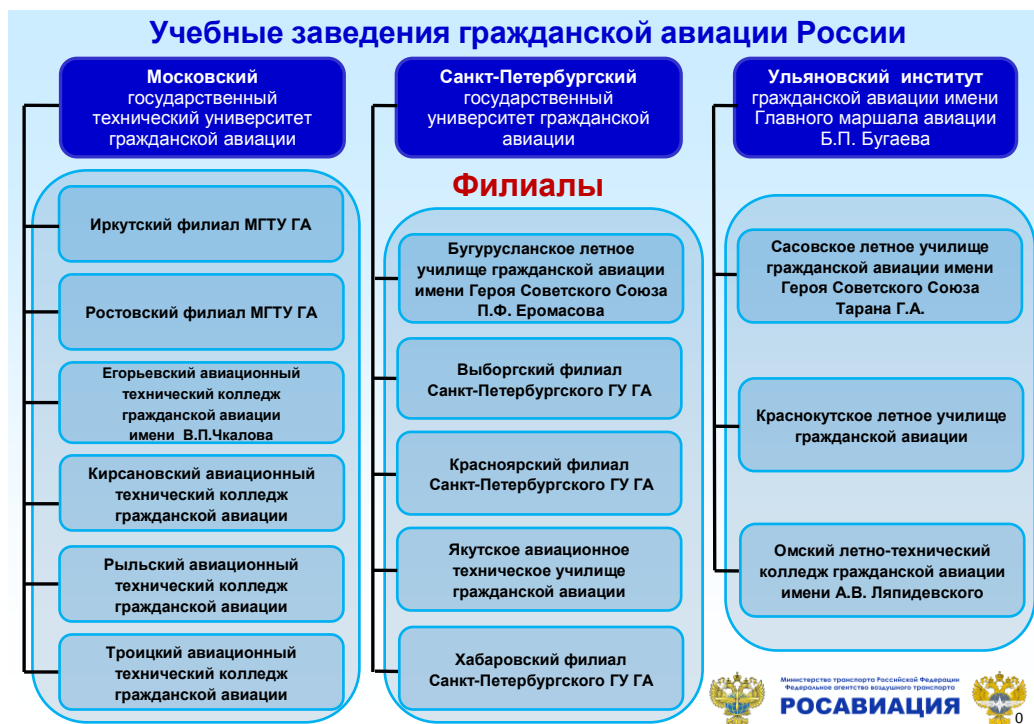 Учебные заведения гражданской авиации России
Московский
государственный
технический университет
гражданской авиации
Санкт-Петербургский
государственный
университет гражданской
авиации
Ульяновский институт
гражданской авиации имени
Главного маршала авиации
Б.П. Бугаева
Филиалы
Иркутский филиал МГТУ ГА
Ростовский филиал МГТУ ГА
Егорьевский авиационный
технический колледж
гражданской авиации
имени В.П.Чкалова
Кирсановский авиационный
технический колледж
гражданской авиации
Рыльский авиационный
технический колледж
гражданской авиации
Троицкий авиационный
технический колледж
гражданской авиации
Бугурусланское летное
училище гражданской авиации
имени Героя Советского Союза
П.Ф. Еромасова
Выборгский филиал
Санкт-Петербургского ГУ ГА
Красноярский филиал
Санкт-Петербургского ГУ ГА
Якутское авиационное
техническое училище
гражданской авиации
Хабаровский филиал
Санкт-Петербургского ГУ ГА
Сасовское летное училище
гражданской авиации имени
Героя Советского Союза
Тарана Г.А.
Краснокутское летное училище
гражданской авиации
Омский летно-технический
колледж гражданской авиации
имени А.В. Ляпидевского
Министерство транспорта Российской Федерации
Федеральное агентство воздушного транспорта
РОСАВИАЦИЯ